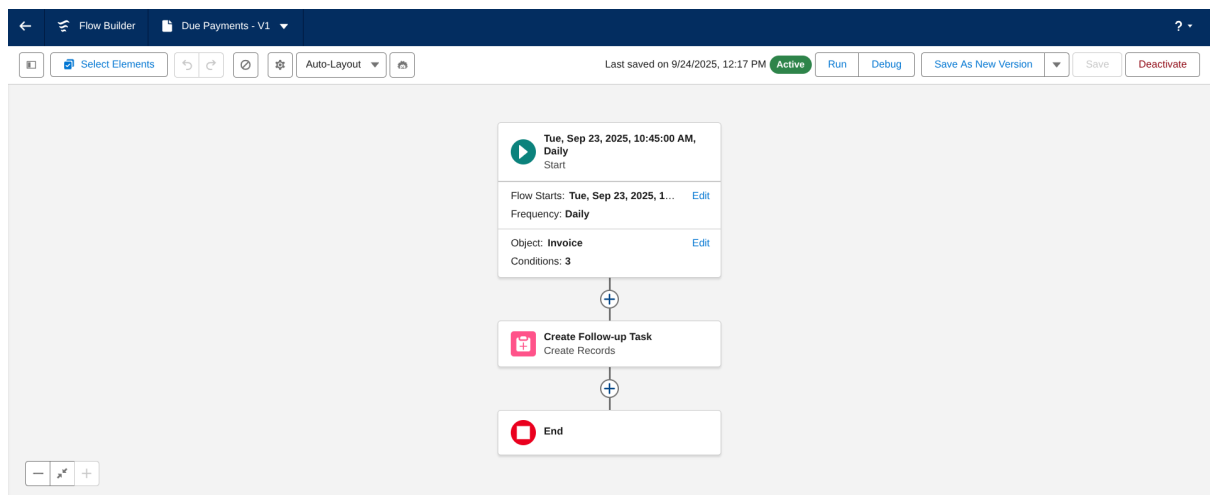 Flow Builder
Due Payments - V1
?
Select Elements
Auto-Layout
Last saved on 9/24/2025, 12:17 PM
Active
Run
Debug
Save As New Version
Save
Deactivate
Tue, Sep 23, 2025, 10:45:00 AM,
Daily
Start
Flow Starts: Tue, Sep 23, 2025, 1... Edit
Frequency: Daily
Object: Invoice Edit
Conditions: 3
Create Follow-up Task
Create Records
End